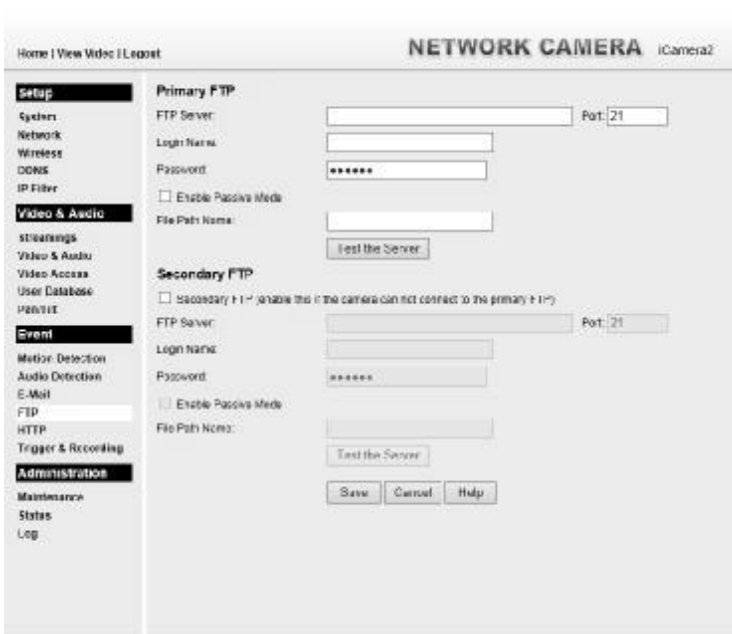 Home | View Video | Logout
NETWORK CAMERA iCamera2
Setup
System
Network
Wireless
DDNS
IP Filter
Video & Audio
Streamings
Video & Audio
Video Access
User Database
Pan/Tilt
Event
Motion Detection
Audio Detection
E-Mail
FTP
HTTP
Trigger & Recording
Administration
Maintenance
Status
Log
Primary FTP
FTP Server: Port: 21
Login Name:
Password: ••••••
Enable Passive Mode
File Path Name:
Test the Server
Secondary FTP
Secondary FTP (enable this if the camera can not connect to the primary FTP)
FTP Server: Port: 21
Login Name:
Password: ••••••
Enable Passive Mode
File Path Name:
Test the Server
Save Cancel Help